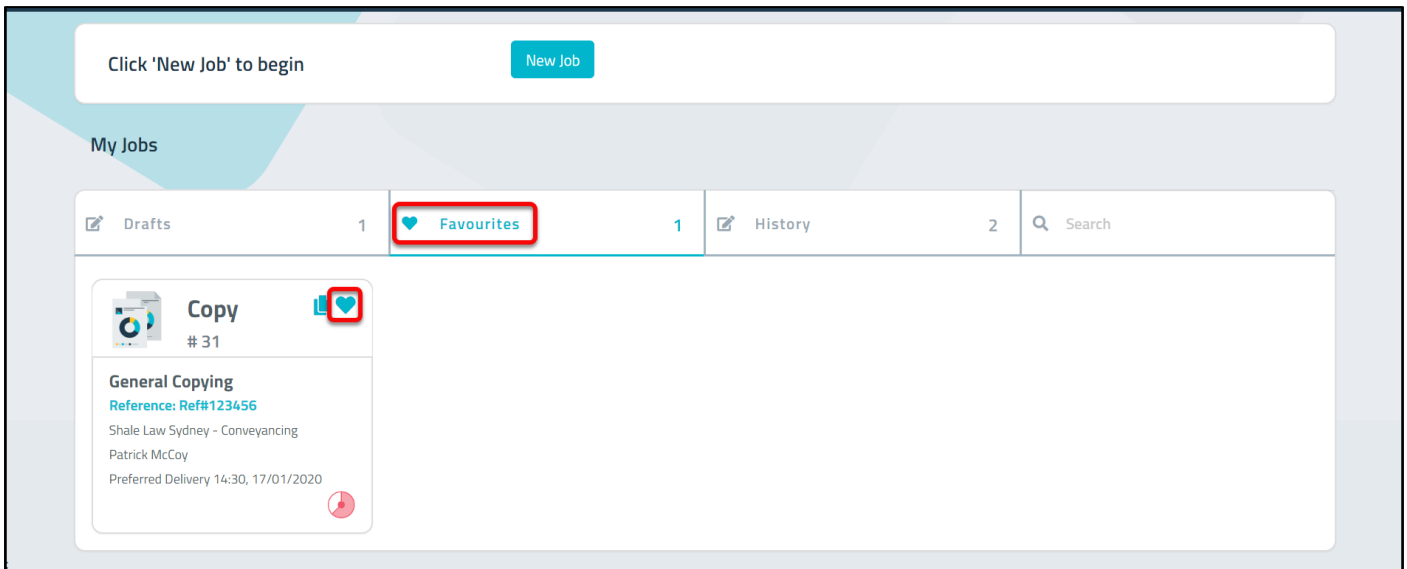 Click 'New Job' to begin
New Job
My Jobs
Drafts 1
Favourites 1
History 2
Search
Copy
# 31
General Copying
Reference: Ref#123456
Shale Law Sydney - Conveyancing
Patrick McCoy
Preferred Delivery 14:30, 17/01/2020